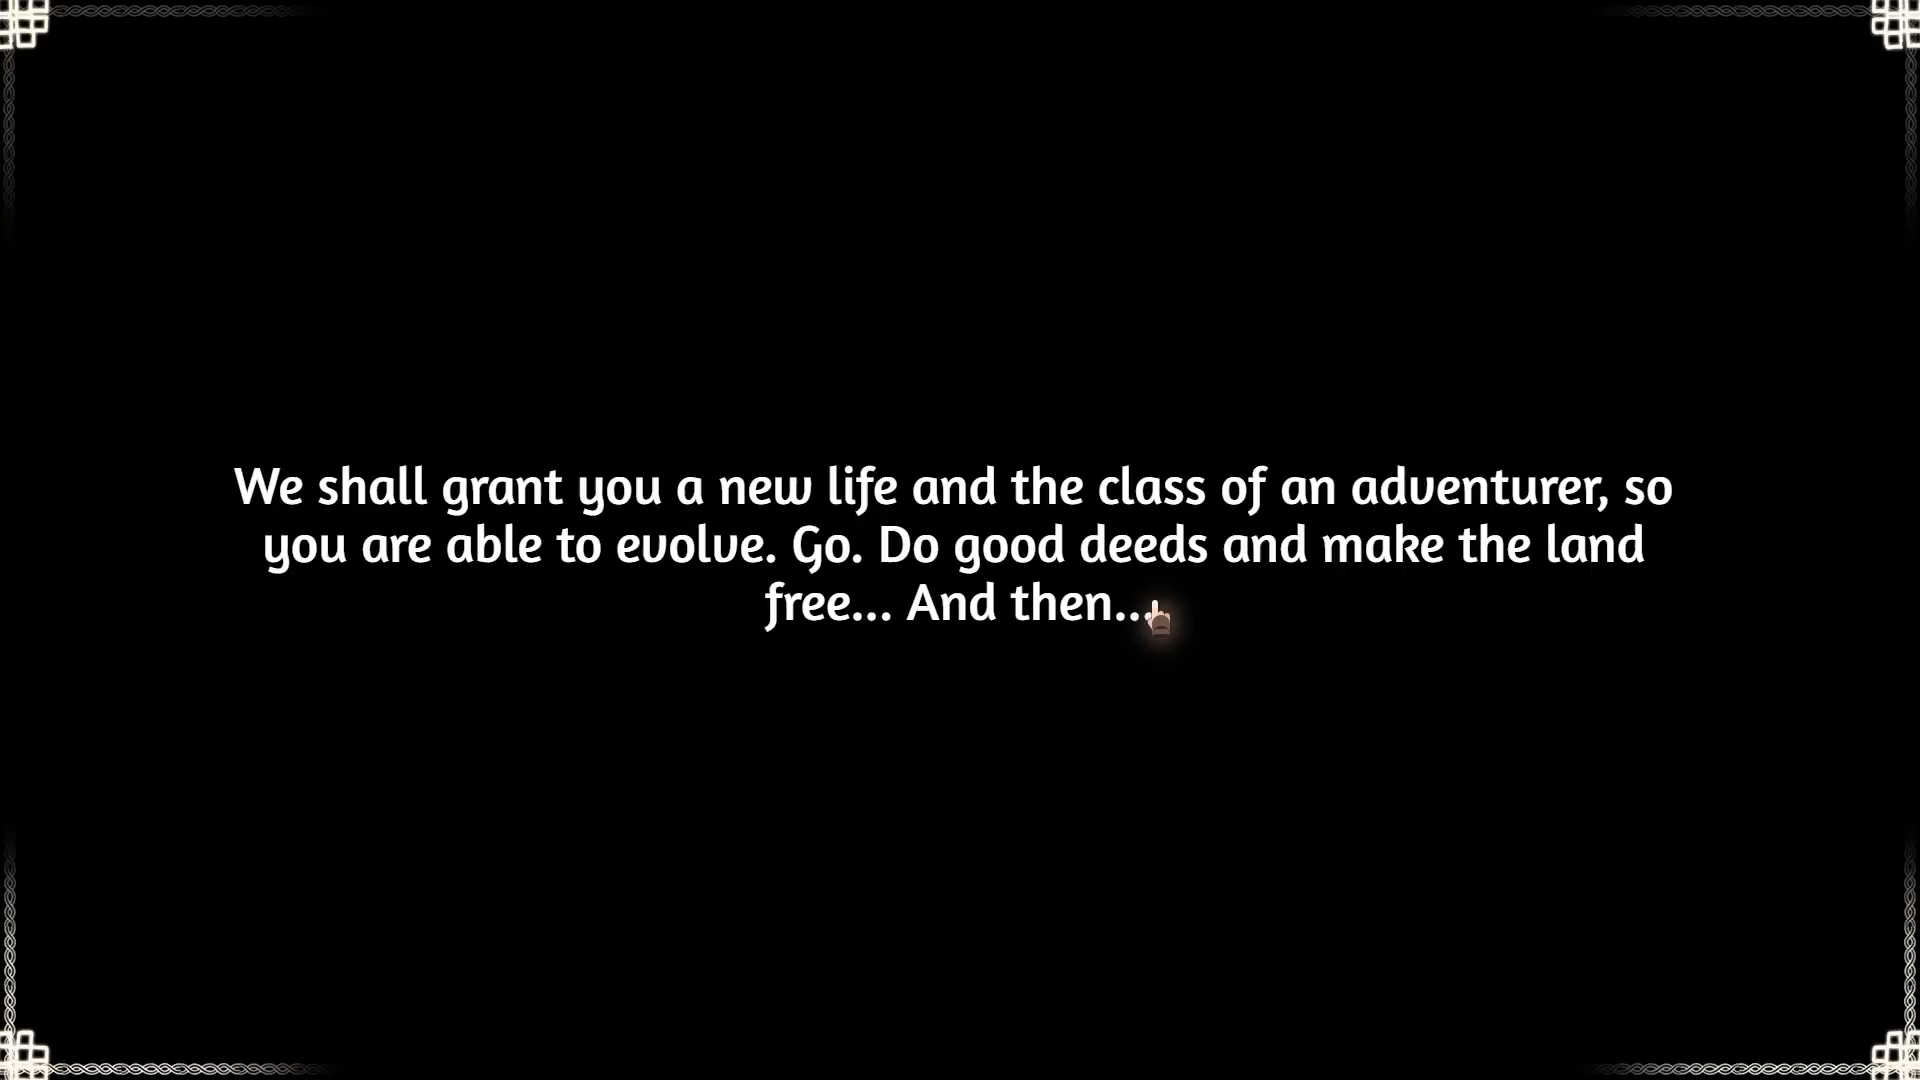 We shall grant you a new life and the class of an adventurer, so
you are able to evolve. Go. Do good deeds and make the land
free... And then...